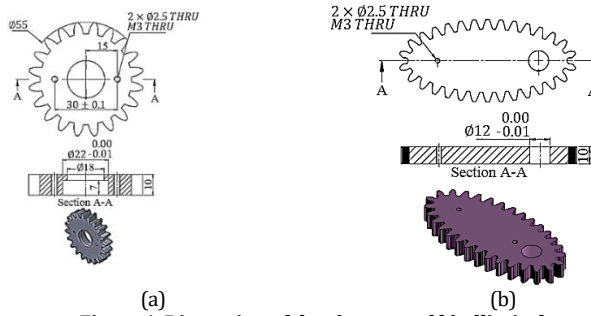 Ø55
2 × Ø2.5 THRU
M3 THRU
15
A
A
30 ± 0.1
0.00
Ø22 -0.01
Ø18
7
10
Section A-A
(a)
2 × Ø2.5 THRU
M3 THRU
A
A
0.00
Ø12 -0.01
10
Section A-A
(b)